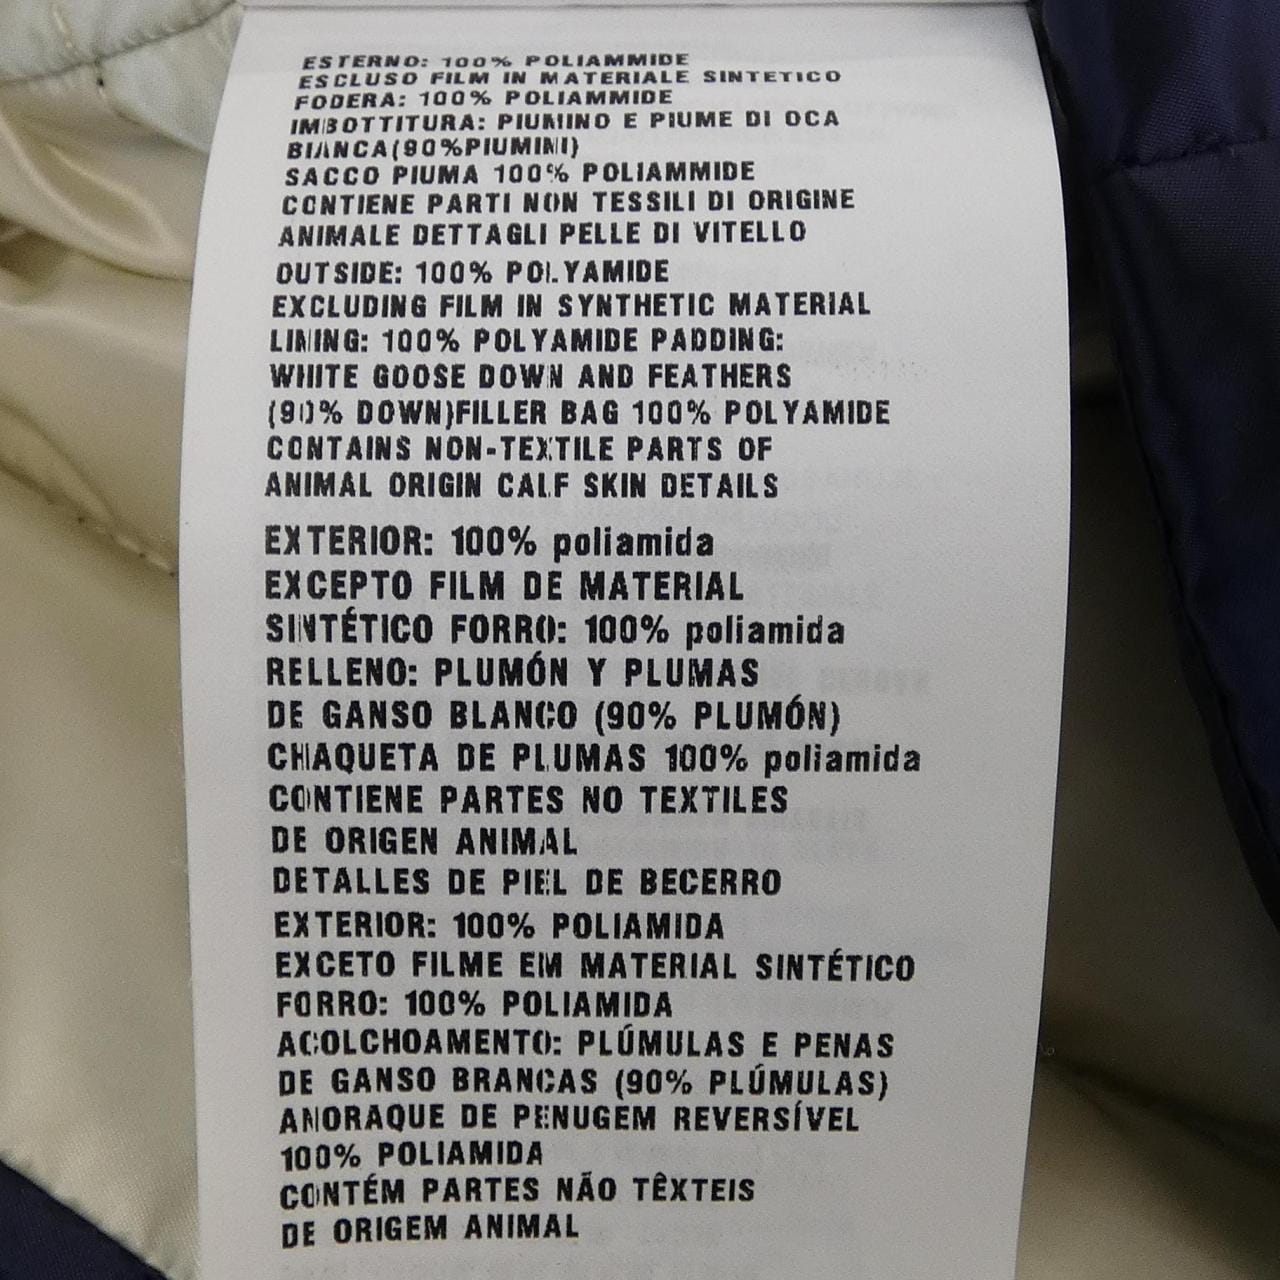 ESTERNO: 100% POLIAMMIDE
ESCLUSO FILM IN MATERIALE SINTETICO
FODERA: 100% POLIAMMIDE
IMBOTTITURA: PIUMINO E PIUME DI OCA
BIANCA(90%PIUMINI)
SACCO PIUMA 100% POLIAMMIDE
CONTIENE PARTI NON TESSILI DI ORIGINE
ANIMALE DETTAGLI PELLE DI VITELLO
OUTSIDE: 100% POLYAMIDE
EXCLUDING FILM IN SYNTHETIC MATERIAL
LINING: 100% POLYAMIDE PADDING:
WHITE GOOSE DOWN AND FEATHERS
(90% DOWN)FILLER BAG 100% POLYAMIDE
CONTAINS NON-TEXTILE PARTS OF
ANIMAL ORIGIN CALF SKIN DETAILS
EXTERIOR: 100% poliamida
EXCEPTO FILM DE MATERIAL
SINTÉTICO FORRO: 100% poliamida
RELLENO: PLUMÓN Y PLUMAS
DE GANSO BLANCO (90% PLUMÓN)
CHAQUETA DE PLUMAS 100% poliamida
CONTIENE PARTES NO TEXTILES
DE ORIGEN ANIMAL
DETALLES DE PIEL DE BECERRO
EXTERIOR: 100% POLIAMIDA
EXCETO FILME EM MATERIAL SINTÉTICO
FORRO: 100% POLIAMIDA
ACOLCHOAMENTO: PLÚMULAS E PENAS
DE GANSO BRANCAS (90% PLÚMULAS)
ANORAQUE DE PENUGEM REVERSÍVEL
100% POLIAMIDA
CONTÉM PARTES NÃO TÊXTEIS
DE ORIGEM ANIMAL